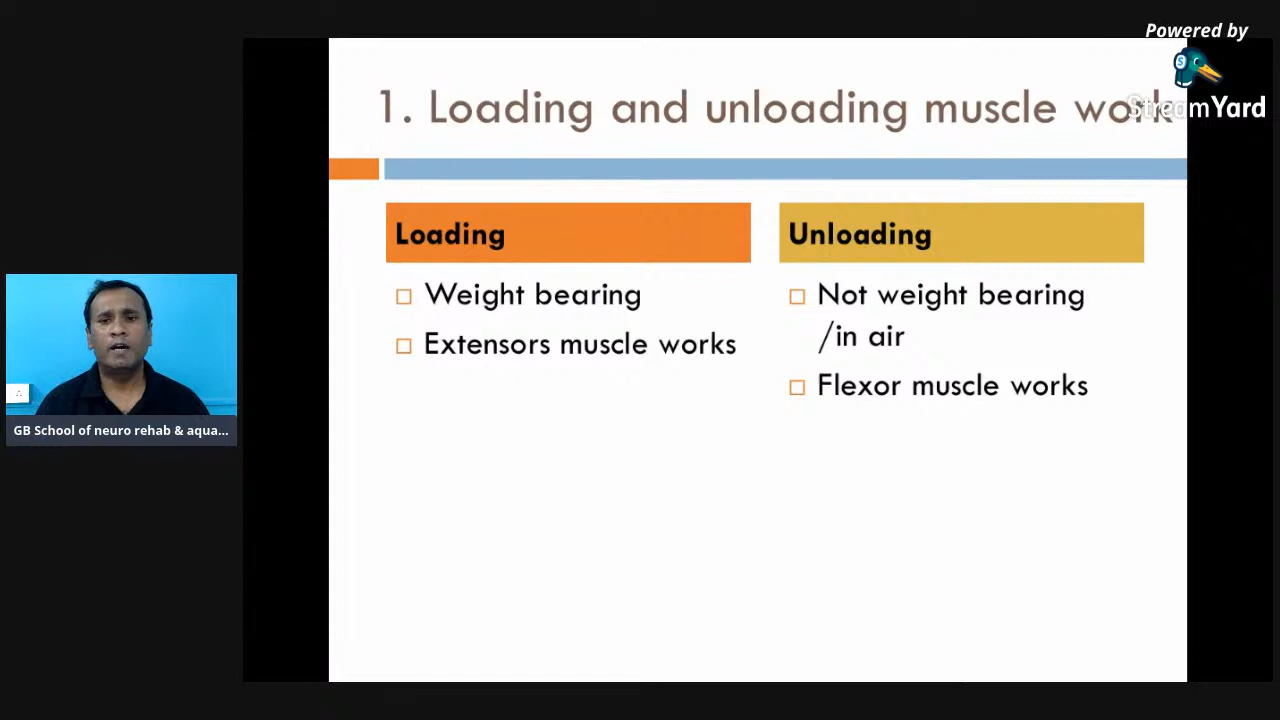 Powered by
StreamYard
1. Loading and unloading muscle work
Loading
Weight bearing
Extensors muscle works
Unloading
Not weight bearing
/in air
Flexor muscle works
GB School of neuro rehab & aqua...